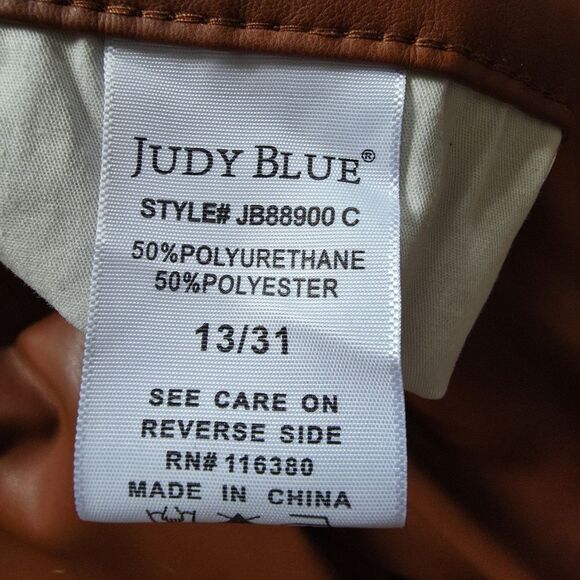 JUDY BLUE®
STYLE# JB88900 C
50%POLYURETHANE
50%POLYESTER
13/31
SEE CARE ON
REVERSE SIDE
RN# 116380
MADE IN CHINA